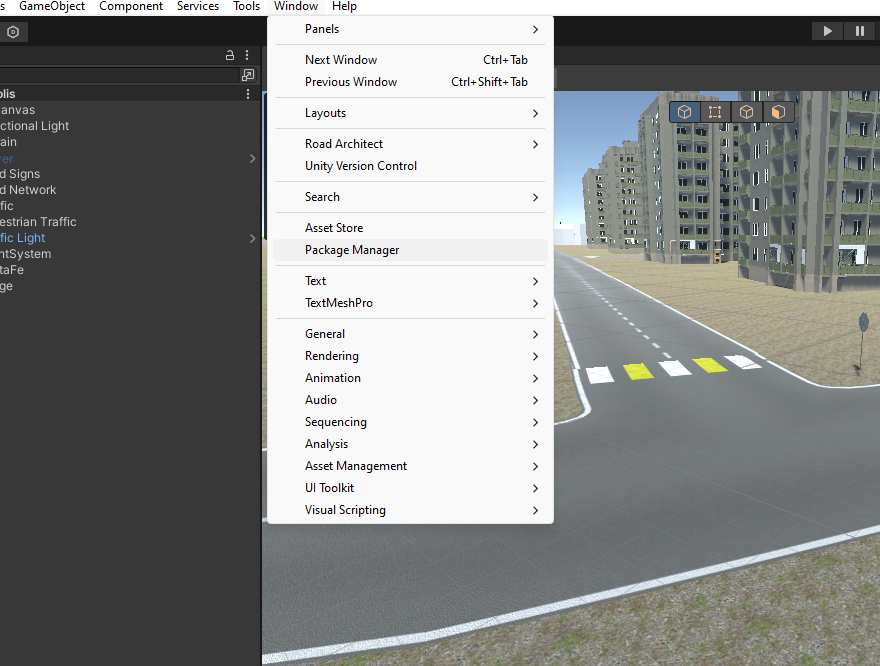 s GameObject Component Services Tools Window Help
Panels
Next Window Ctrl+Tab
Previous Window Ctrl+Shift+Tab
Layouts
Road Architect
Unity Version Control
Search
Asset Store
Package Manager
Text
TextMeshPro
General
Rendering
Animation
Audio
Sequencing
Analysis
Asset Management
UI Toolkit
Visual Scripting
olis
anvas
ctional Light
ain
er
d Signs
d Network
fic
estrian Traffic
fic Light
ntSystem
taFe
ge